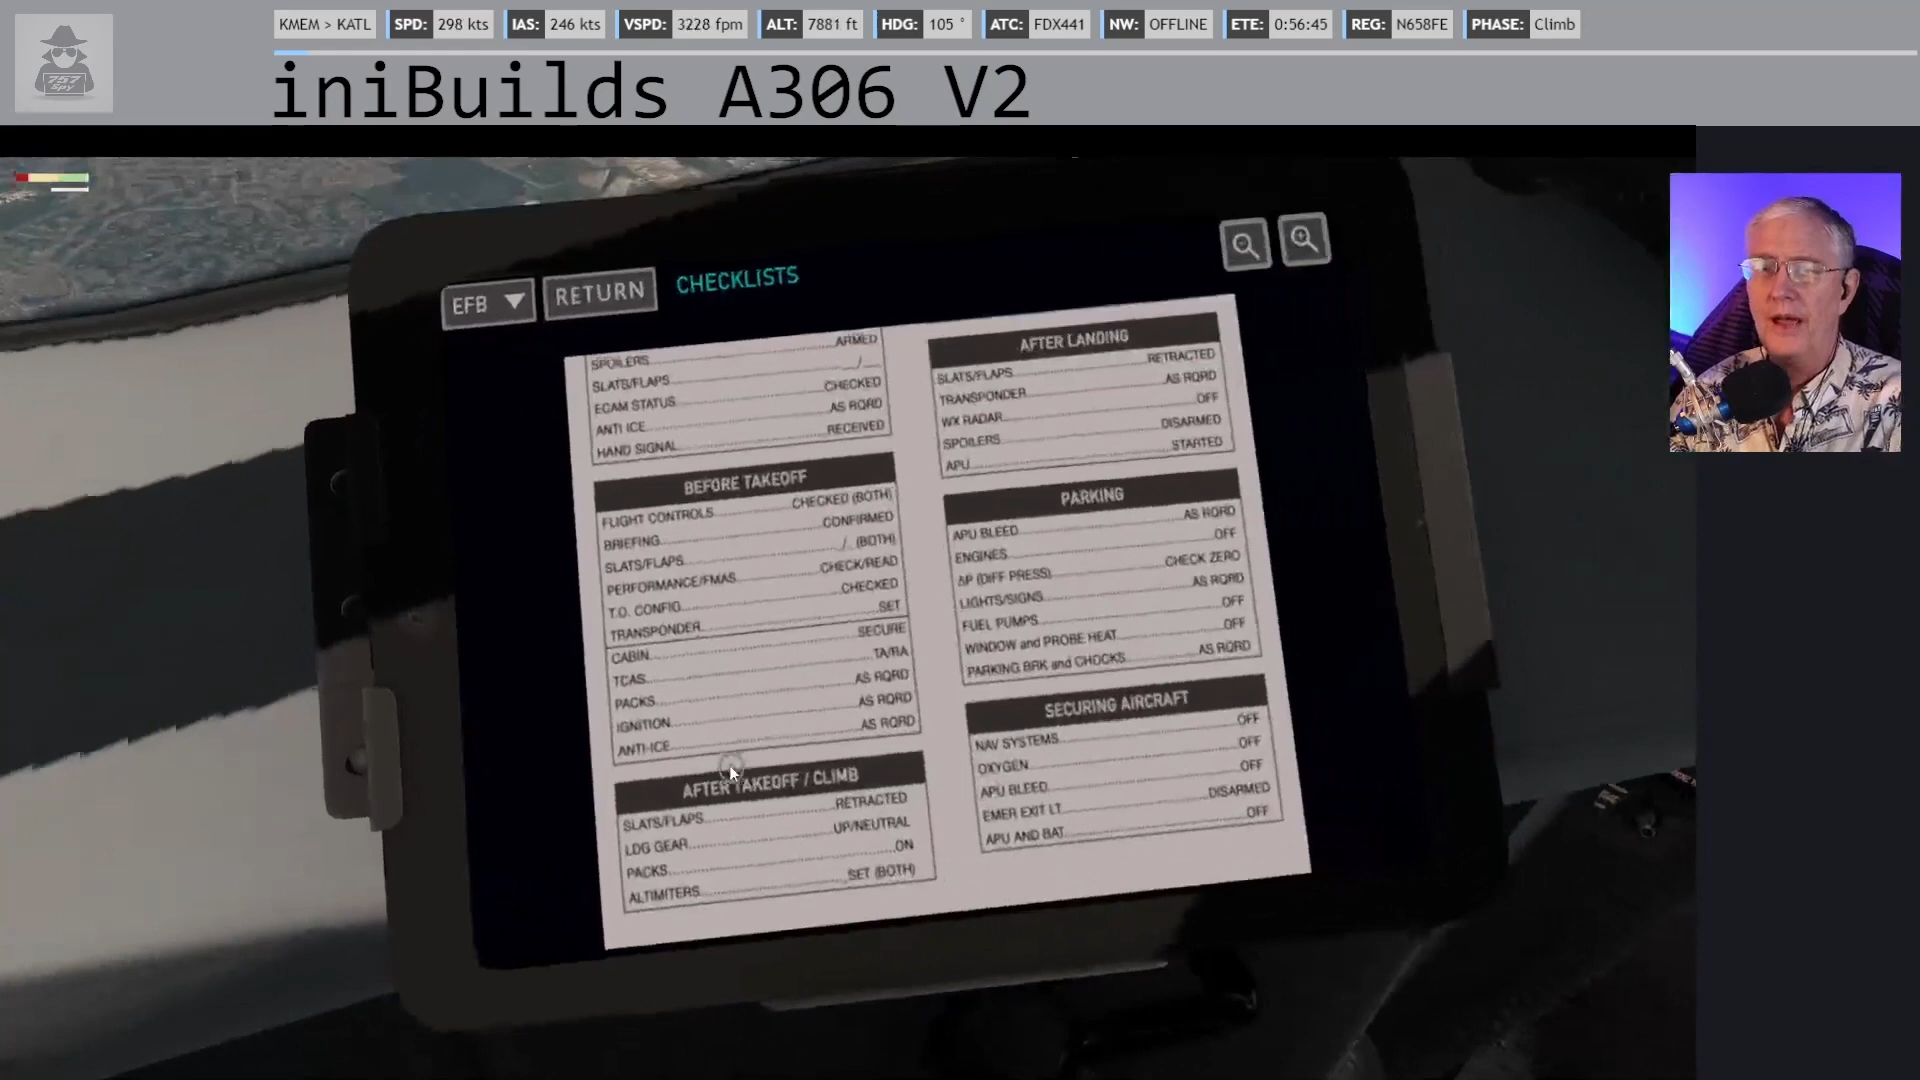 KMEM > KATL SPD: 298 kts IAS: 246 kts VSPD: 3228 fpm ALT: 7881 ft HDG: 105 ° ATC: FDX441 NW: OFFLINE ETE: 0:56:45 REG: N658FE PHASE: Climb
757
Spy
iniBuilds A306 V2
EFB RETURN CHECKLISTS
SPOILERS ARMED
SLATS/FLAPS _/_
ECAM STATUS CHECKED
ANTI ICE AS RQRD
HAND SIGNAL RECEIVED
BEFORE TAKEOFF
FLIGHT CONTROLS CHECKED (BOTH)
BRIEFING CONFIRMED
SLATS/FLAPS _/_ (BOTH)
PERFORMANCE/FMAS CHECK/READ
T.O. CONFIG CHECKED
TRANSPONDER SET
CABIN SECURE
TCAS TA/RA
PACKS AS RQRD
IGNITION AS RQRD
ANTI-ICE AS RQRD
AFTER TAKEOFF / CLIMB
SLATS/FLAPS RETRACTED
LDG GEAR UP/NEUTRAL
PACKS ON
ALTIMITERS SET (BOTH)
AFTER LANDING
SLATS/FLAPS RETRACTED
TRANSPONDER AS RQRD
WX RADAR OFF
SPOILERS DISARMED
APU STARTED
PARKING
APU BLEED AS RQRD
ENGINES OFF
ΔP (DIFF PRESS) CHECK ZERO
LIGHTS/SIGNS AS RQRD
FUEL PUMPS OFF
WINDOW and PROBE HEAT OFF
PARKING BRK and CHOCKS AS RQRD
SECURING AIRCRAFT
NAV SYSTEMS OFF
OXYGEN OFF
APU BLEED OFF
EMER EXIT LT DISARMED
APU AND BAT OFF